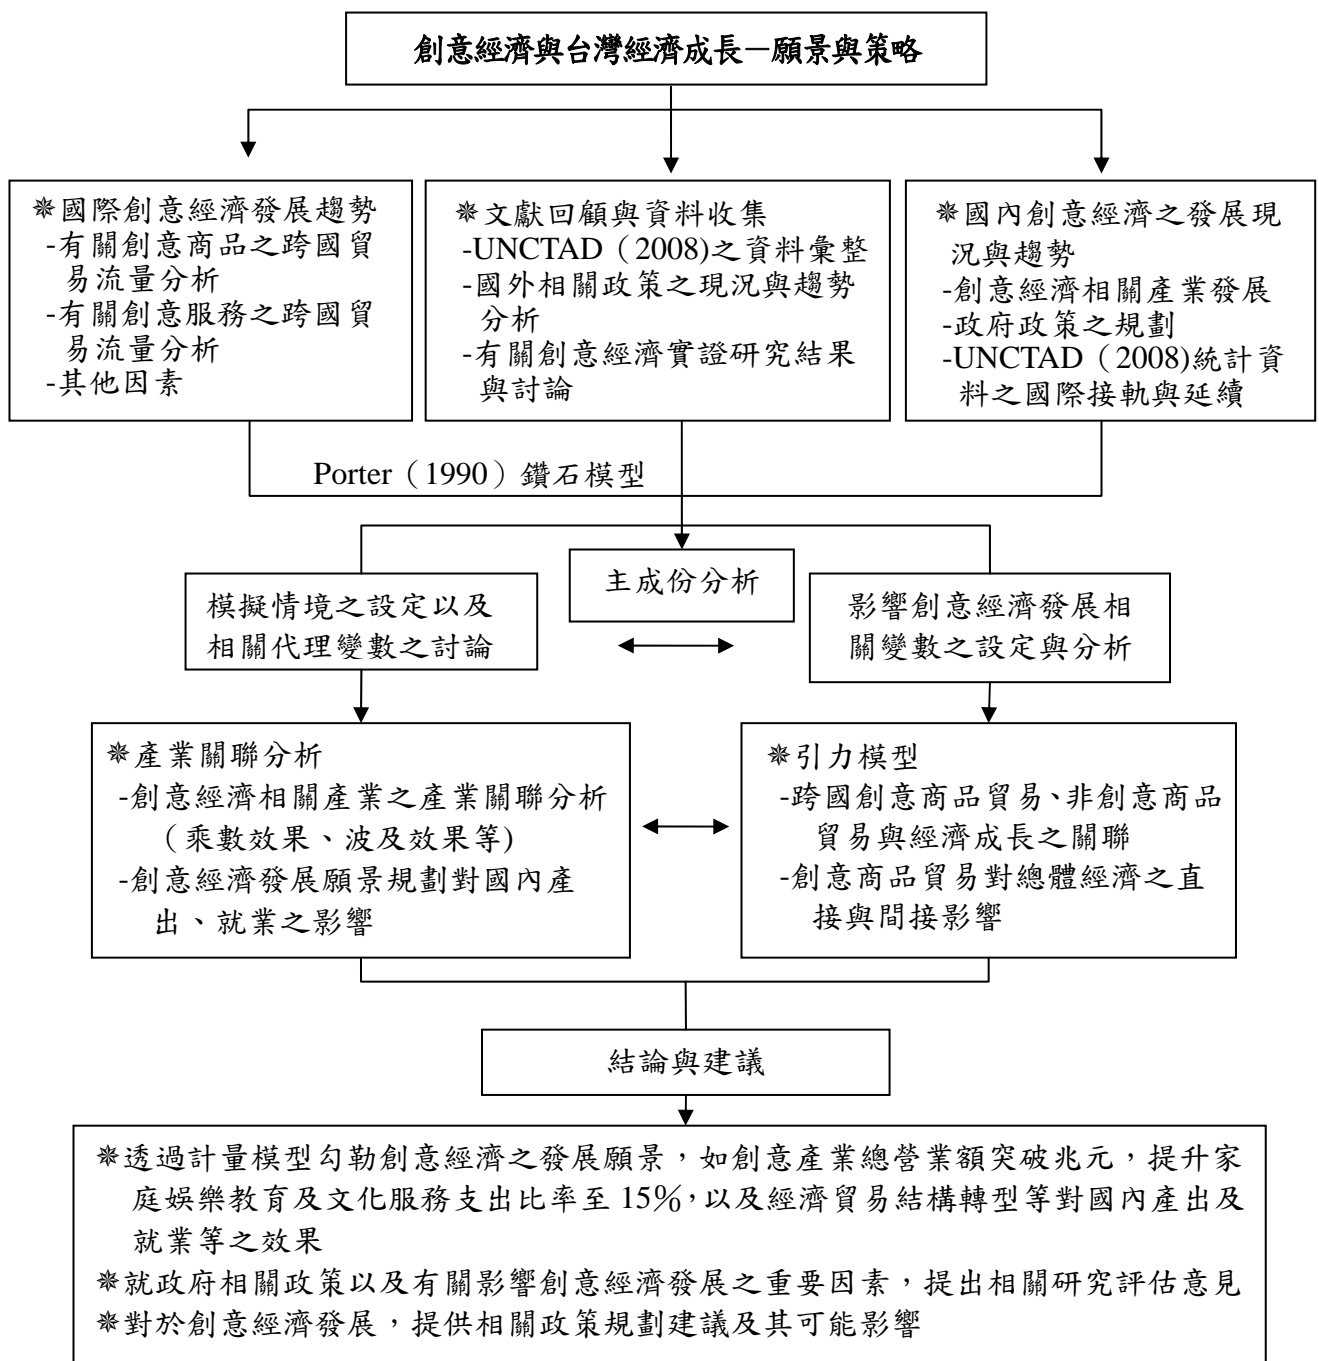 創意經濟與台灣經濟成長－願景與策略
✵國際創意經濟發展趨勢
-有關創意商品之跨國貿
易流量分析
-有關創意服務之跨國貿
易流量分析
-其他因素
✵文獻回顧與資料收集
-UNCTAD（2008)之資料彙整
-國外相關政策之現況與趨勢
分析
-有關創意經濟實證研究結果
與討論
✵國內創意經濟之發展現
況與趨勢
-創意經濟相關產業發展
-政府政策之規劃
-UNCTAD（2008)統計資
料之國際接軌與延續
Porter（1990）鑽石模型
主成份分析
模擬情境之設定以及
相關代理變數之討論
影響創意經濟發展相
關變數之設定與分析
✵產業關聯分析
-創意經濟相關產業之產業關聯分析
（乘數效果、波及效果等)
-創意經濟發展願景規劃對國內產
出、就業之影響
✵引力模型
-跨國創意商品貿易、非創意商品
貿易與經濟成長之關聯
-創意商品貿易對總體經濟之直
接與間接影響
結論與建議
✵透過計量模型勾勒創意經濟之發展願景，如創意產業總營業額突破兆元，提升家
庭娛樂教育及文化服務支出比率至 15%，以及經濟貿易結構轉型等對國內產出及
就業等之效果
✵就政府相關政策以及有關影響創意經濟發展之重要因素，提出相關研究評估意見
✵對於創意經濟發展，提供相關政策規劃建議及其可能影響